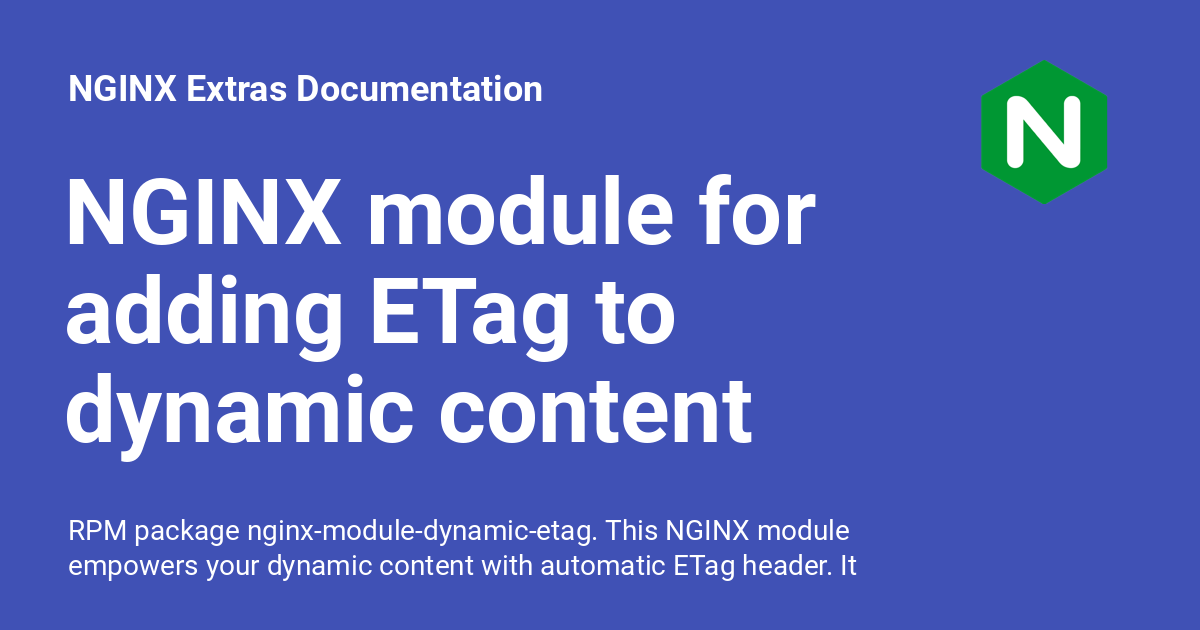 NGINX Extras Documentation
N
NGINX module for
adding ETag to
dynamic content
RPM package nginx-module-dynamic-etag. This NGINX module
empowers your dynamic content with automatic ETag header. It